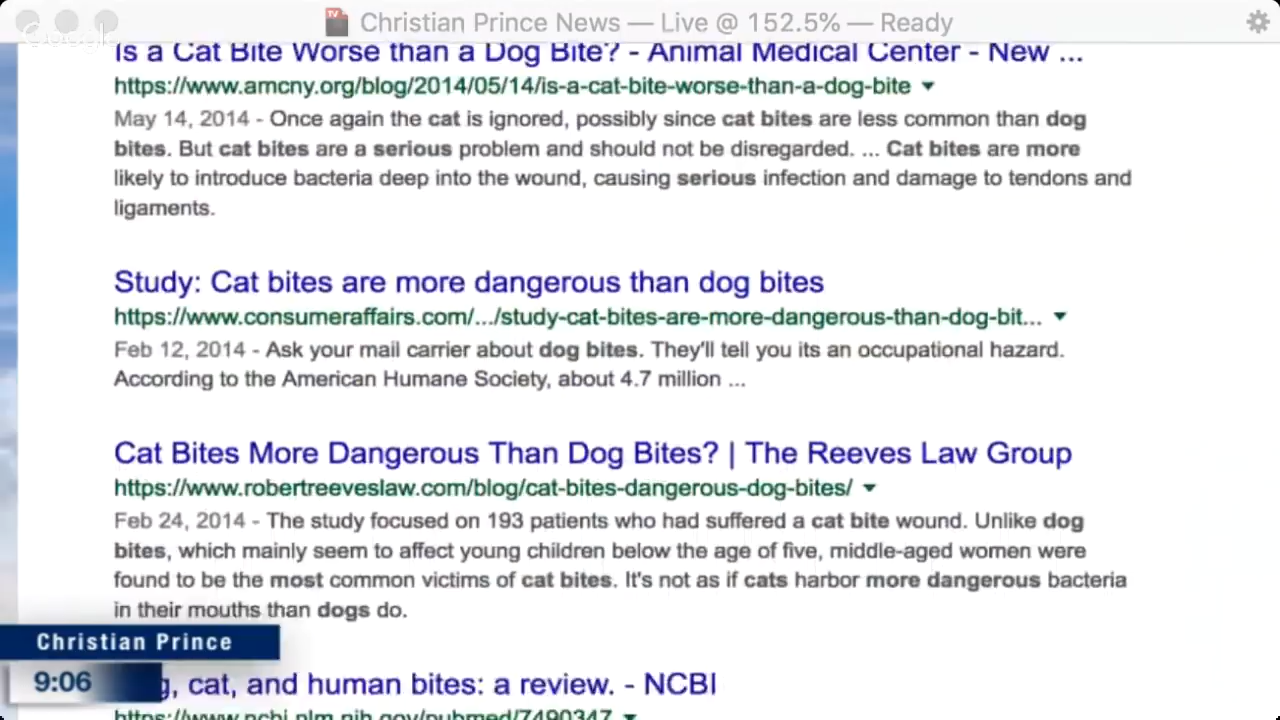 Christian Prince News — Live @ 152.5% — Ready
Google
Is a Cat Bite Worse than a Dog Bite? - Animal Medical Center - New ...
https://www.amcny.org/blog/2014/05/14/is-a-cat-bite-worse-than-a-dog-bite
May 14, 2014 - Once again the cat is ignored, possibly since cat bites are less common than dog
bites. But cat bites are a serious problem and should not be disregarded. ... Cat bites are more
likely to introduce bacteria deep into the wound, causing serious infection and damage to tendons and
ligaments.
Study: Cat bites are more dangerous than dog bites
https://www.consumeraffairs.com/.../study-cat-bites-are-more-dangerous-than-dog-bit...
Feb 12, 2014 - Ask your mail carrier about dog bites. They'll tell you its an occupational hazard.
According to the American Humane Society, about 4.7 million ...
Cat Bites More Dangerous Than Dog Bites? | The Reeves Law Group
https://www.robertreeveslaw.com/blog/cat-bites-dangerous-dog-bites/
Feb 24, 2014 - The study focused on 193 patients who had suffered a cat bite wound. Unlike dog
bites, which mainly seem to affect young children below the age of five, middle-aged women were
found to be the most common victims of cat bites. It's not as if cats harbor more dangerous bacteria
in their mouths than dogs do.
Christian Prince
9:06
g, cat, and human bites: a review. - NCBI
https://www.ncbi.nlm.nih.gov/pubmed/7490347